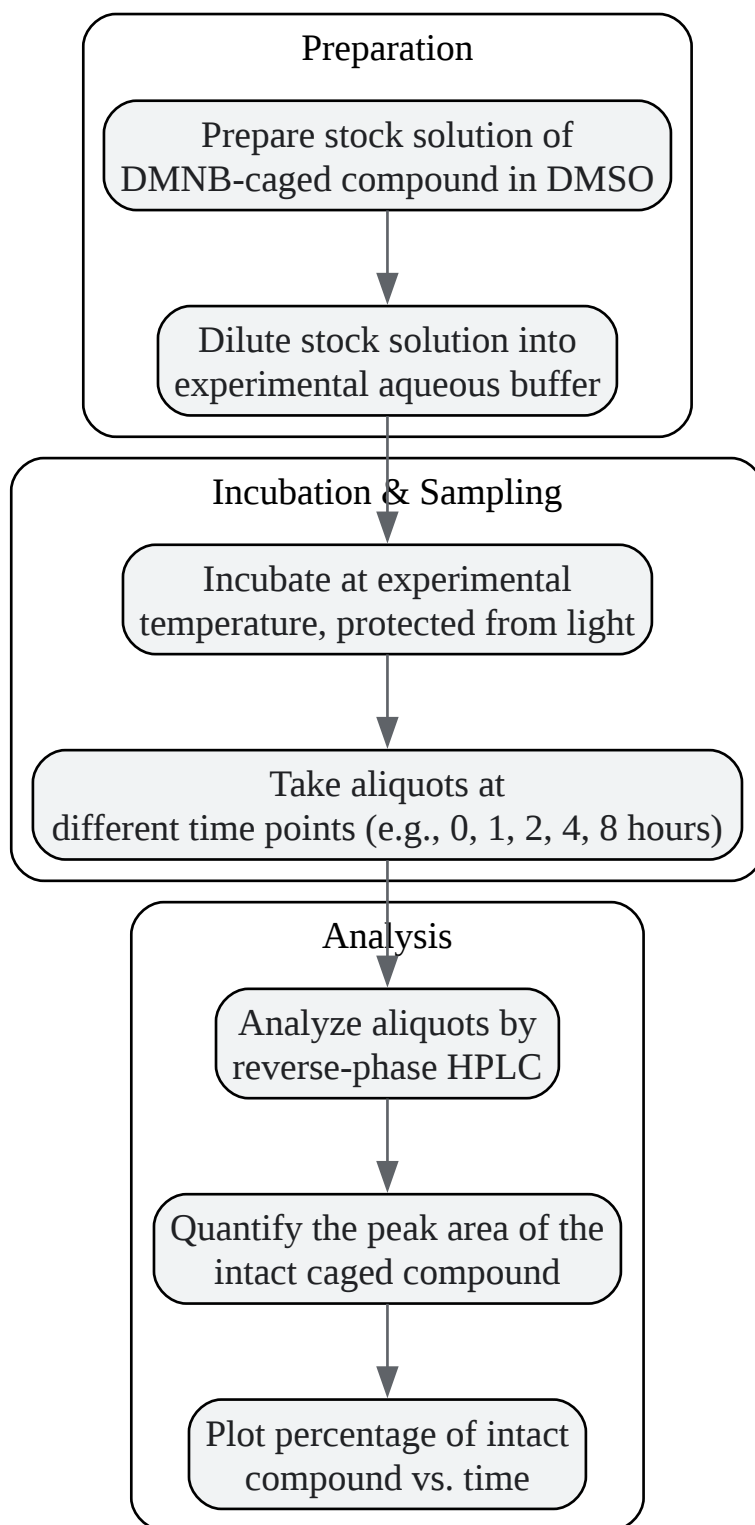 Preparation
Prepare stock solution of
DMNB-caged compound in DMSO
Dilute stock solution into
experimental aqueous buffer
Incubation & Sampling
Incubate at experimental
temperature, protected from light
Take aliquots at
different time points (e.g., 0, 1, 2, 4, 8 hours)
Analysis
Analyze aliquots by
reverse-phase HPLC
Quantify the peak area of the
intact caged compound
Plot percentage of intact
compound vs. time